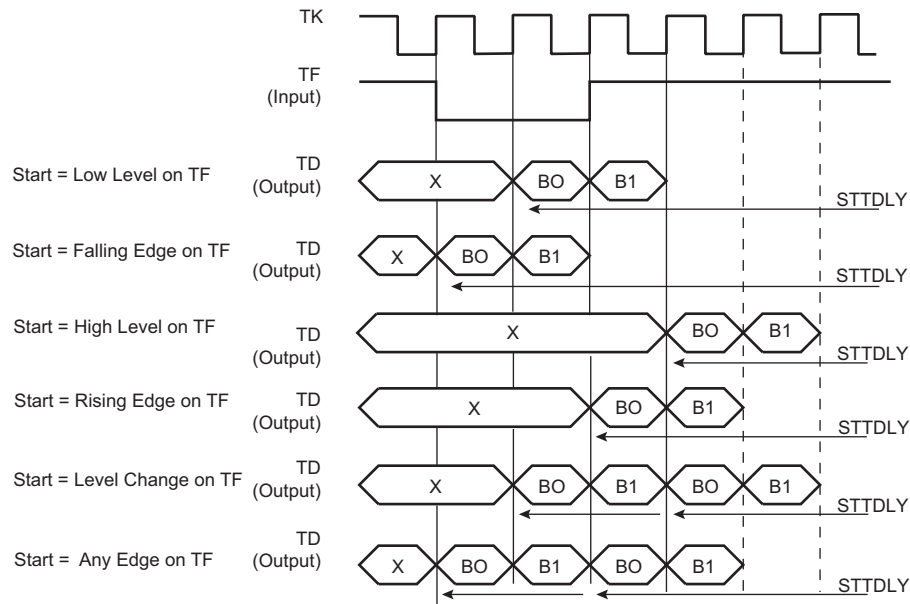 TK
TF
(Input)
Start = Low Level on TF
TD
(Output)
X
BO
B1
STTDLY
Start = Falling Edge on TF
TD
(Output)
X
BO
B1
STTDLY
Start = High Level on TF
TD
(Output)
X
BO
B1
STTDLY
Start = Rising Edge on TF
TD
(Output)
X
BO
B1
STTDLY
Start = Level Change on TF
TD
(Output)
X
BO
B1
BO
B1
STTDLY
Start = Any Edge on TF
TD
(Output)
X
BO
B1
BO
B1
STTDLY